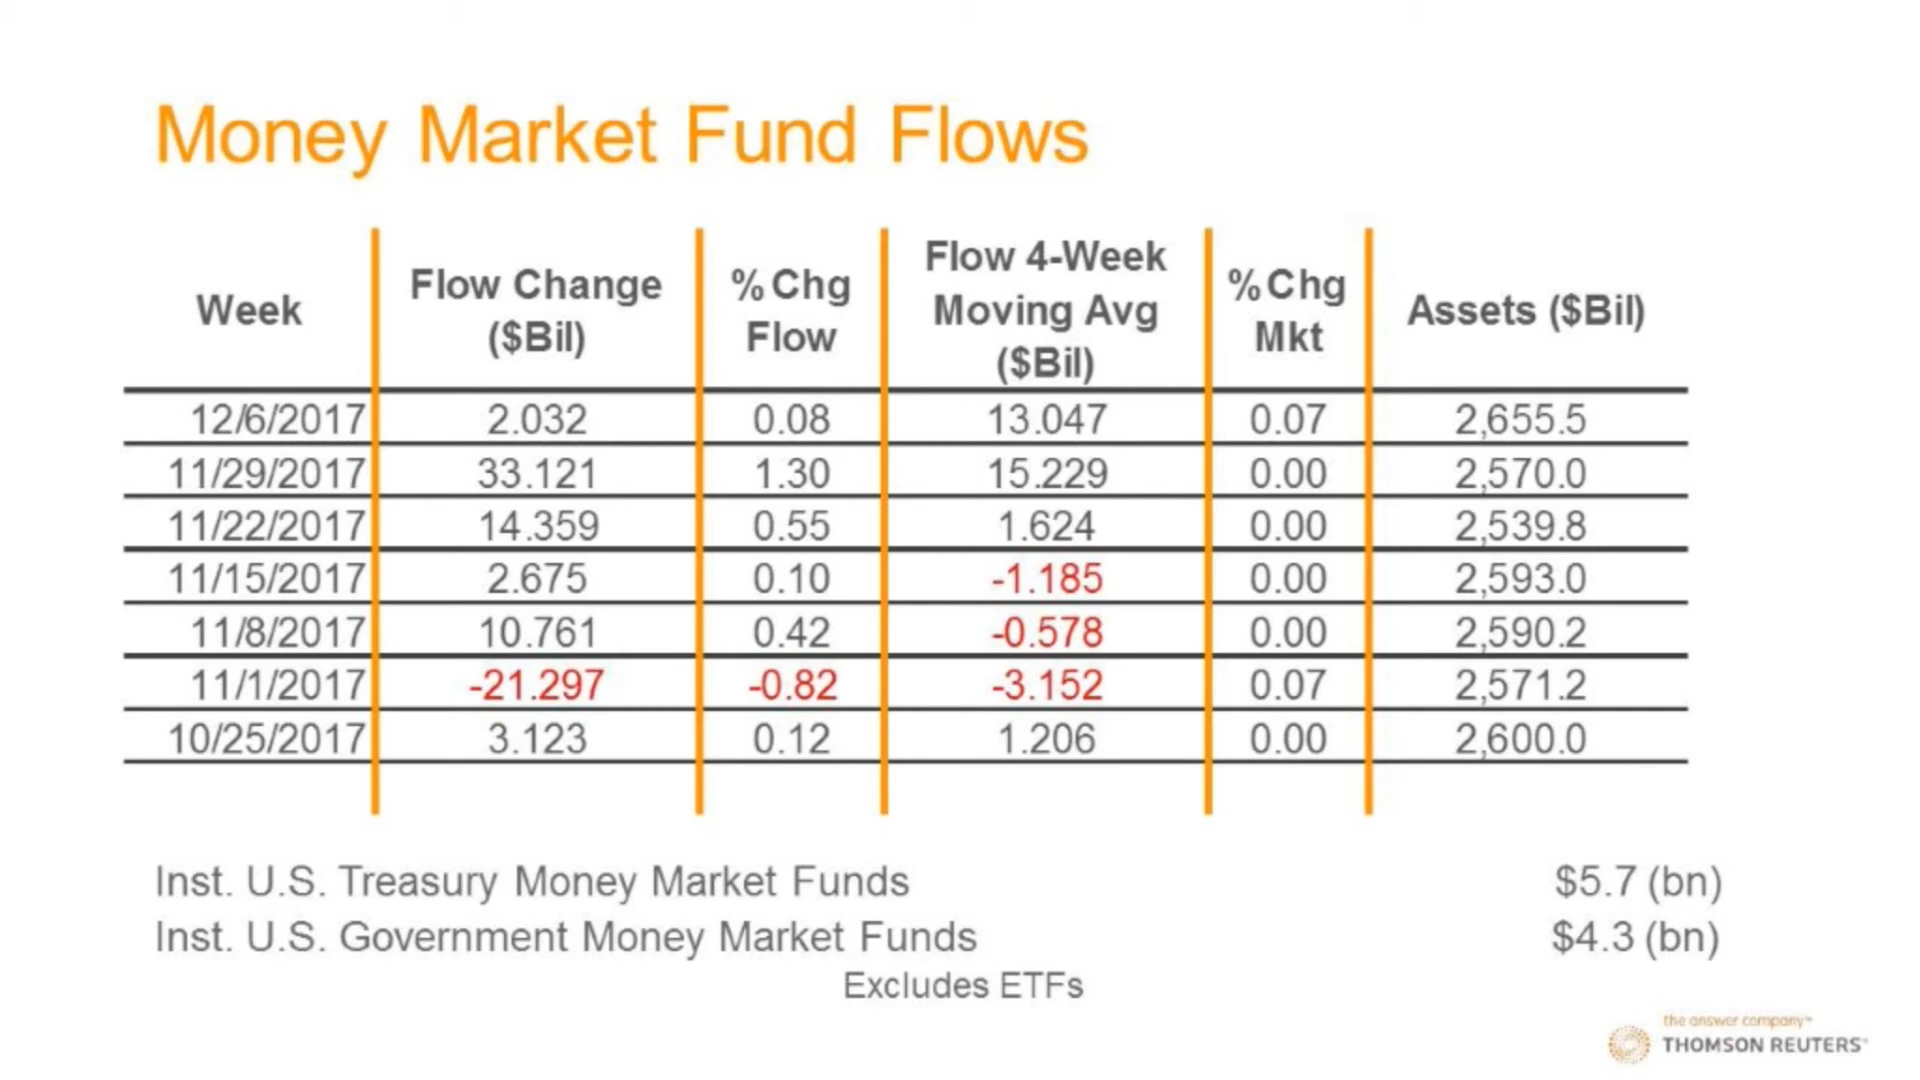 Money Market Fund Flows
Week Flow Change ($Bil) % Chg Flow Flow 4-Week Moving Avg ($Bil) % Chg Mkt Assets ($Bil)
12/6/2017 2.032 0.08 13.047 0.07 2,655.5
11/29/2017 33.121 1.30 15.229 0.00 2,570.0
11/22/2017 14.359 0.55 1.624 0.00 2,539.8
11/15/2017 2.675 0.10 -1.185 0.00 2,593.0
11/8/2017 10.761 0.42 -0.578 0.00 2,590.2
11/1/2017 -21.297 -0.82 -3.152 0.07 2,571.2
10/25/2017 3.123 0.12 1.206 0.00 2,600.0
Inst. U.S. Treasury Money Market Funds $5.7 (bn)
Inst. U.S. Government Money Market Funds $4.3 (bn)
Excludes ETFs
the answer company™
THOMSON REUTERS®